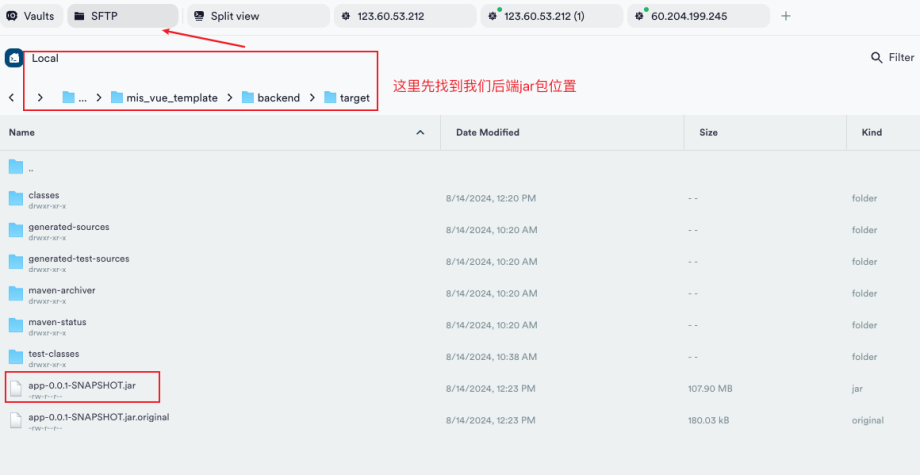 Vaults SFTP Split view 123.60.53.212 123.60.53.212 (1) 60.204.199.245
Local Filter
... mis_vue_template backend target
这里先找到我们后端jar包位置
Name Date Modified Size Kind
..
classes 8/14/2024, 12:20 PM - - folder
drwxr-xr-x
generated-sources 8/14/2024, 10:20 AM - - folder
drwxr-xr-x
generated-test-sources 8/14/2024, 10:20 AM - - folder
drwxr-xr-x
maven-archiver 8/14/2024, 10:20 AM - - folder
drwxr-xr-x
maven-status 8/14/2024, 10:20 AM - - folder
drwxr-xr-x
test-classes 8/14/2024, 10:38 AM - - folder
drwxr-xr-x
app-0.0.1-SNAPSHOT.jar 8/14/2024, 12:23 PM 107.90 MB jar
-rw-r--r--
app-0.0.1-SNAPSHOT.jar.original 8/14/2024, 12:23 PM 180.03 kB original
-rw-r--r--